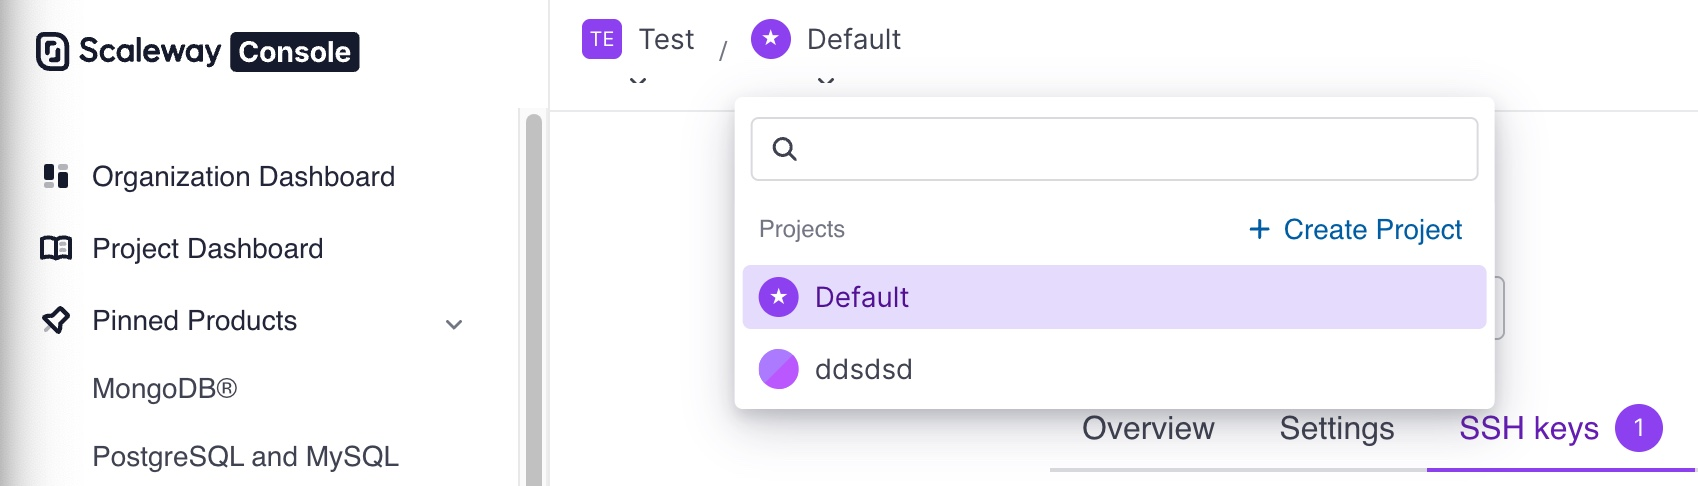 Scaleway Console
TE Test / Default
Organization Dashboard
Project Dashboard
Pinned Products
MongoDB®
PostgreSQL and MySQL
Projects
+ Create Project
Default
ddsdsd
Overview
Settings
SSH keys 1